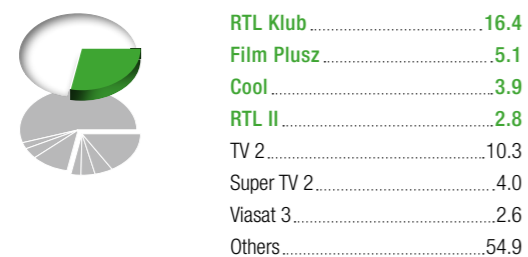 RTL Klub 16.4
Film Plusz 5.1
Cool 3.9
RTL II 2.8
TV 2 10.3
Super TV 2 4.0
Viasat 3 2.6
Others 54.9